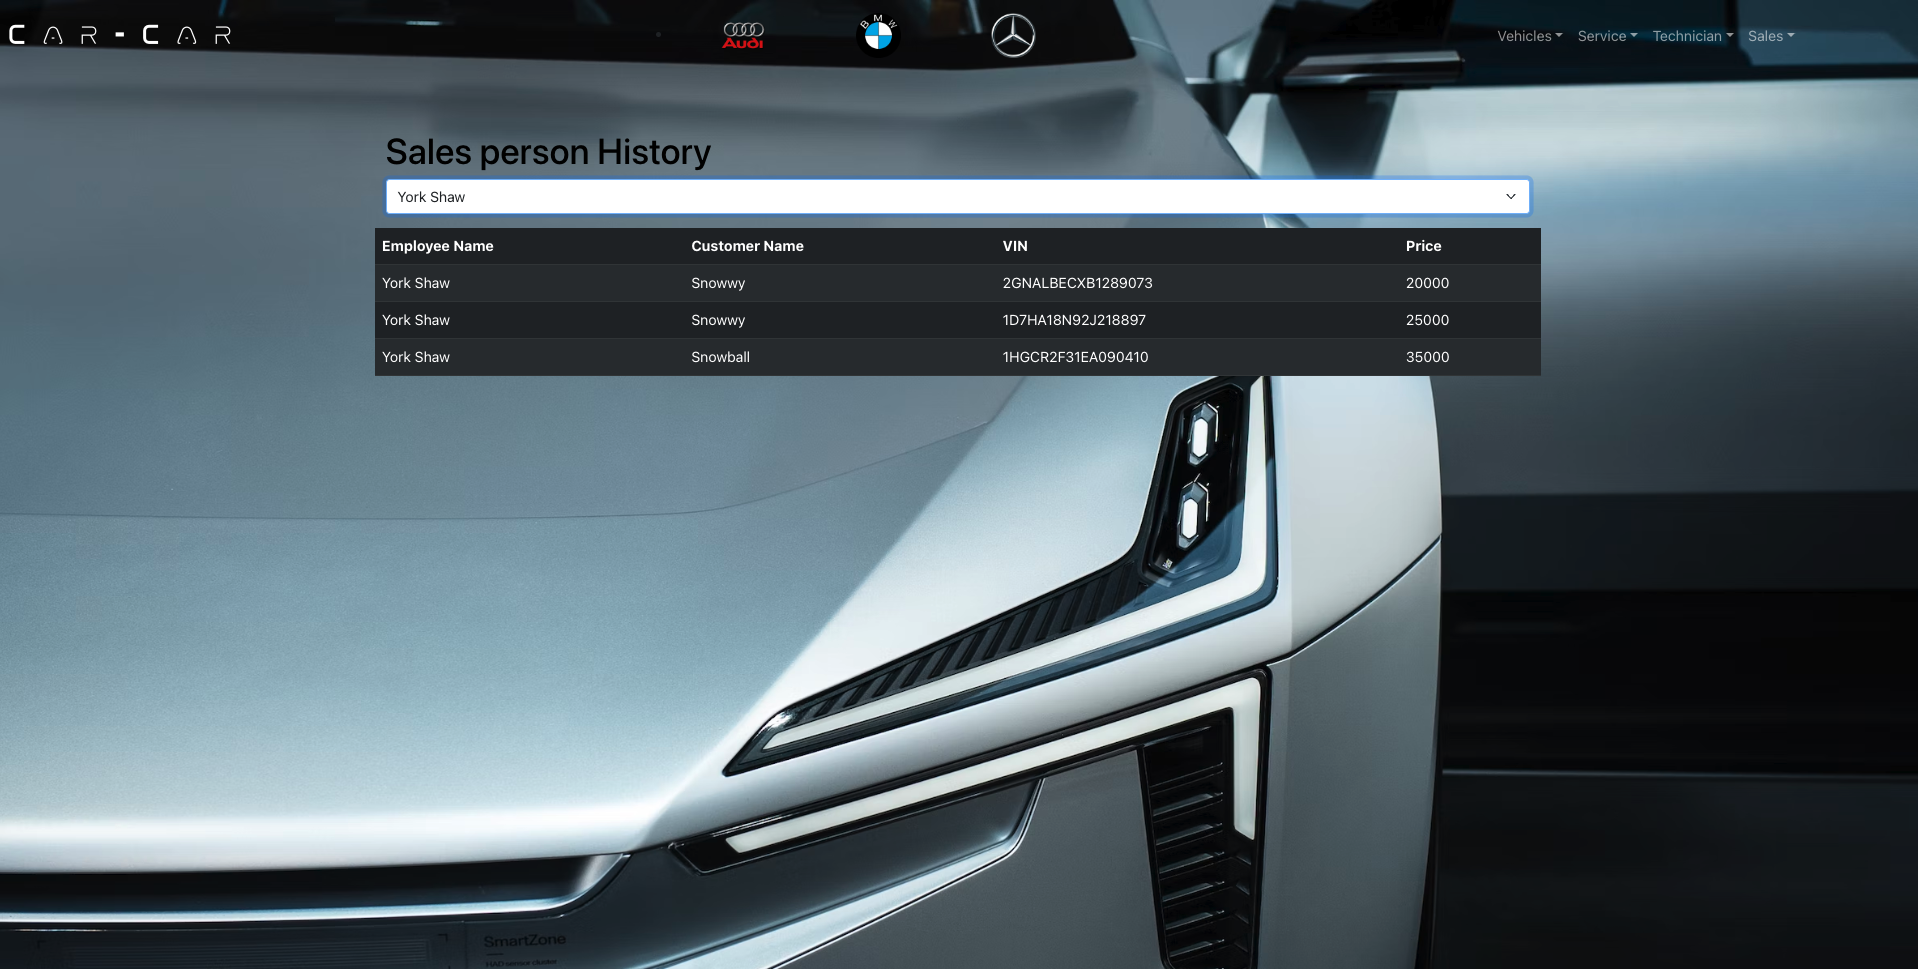 CAR-CAR
Audi
BMW
Vehicles Service Technician Sales
Sales person History
York Shaw
Employee Name Customer Name VIN Price
York Shaw Snowwy 2GNALBECXB1289073 20000
York Shaw Snowwy 1D7HA18N92J218897 25000
York Shaw Snowball 1HGCR2F31EA090410 35000
SmartZone